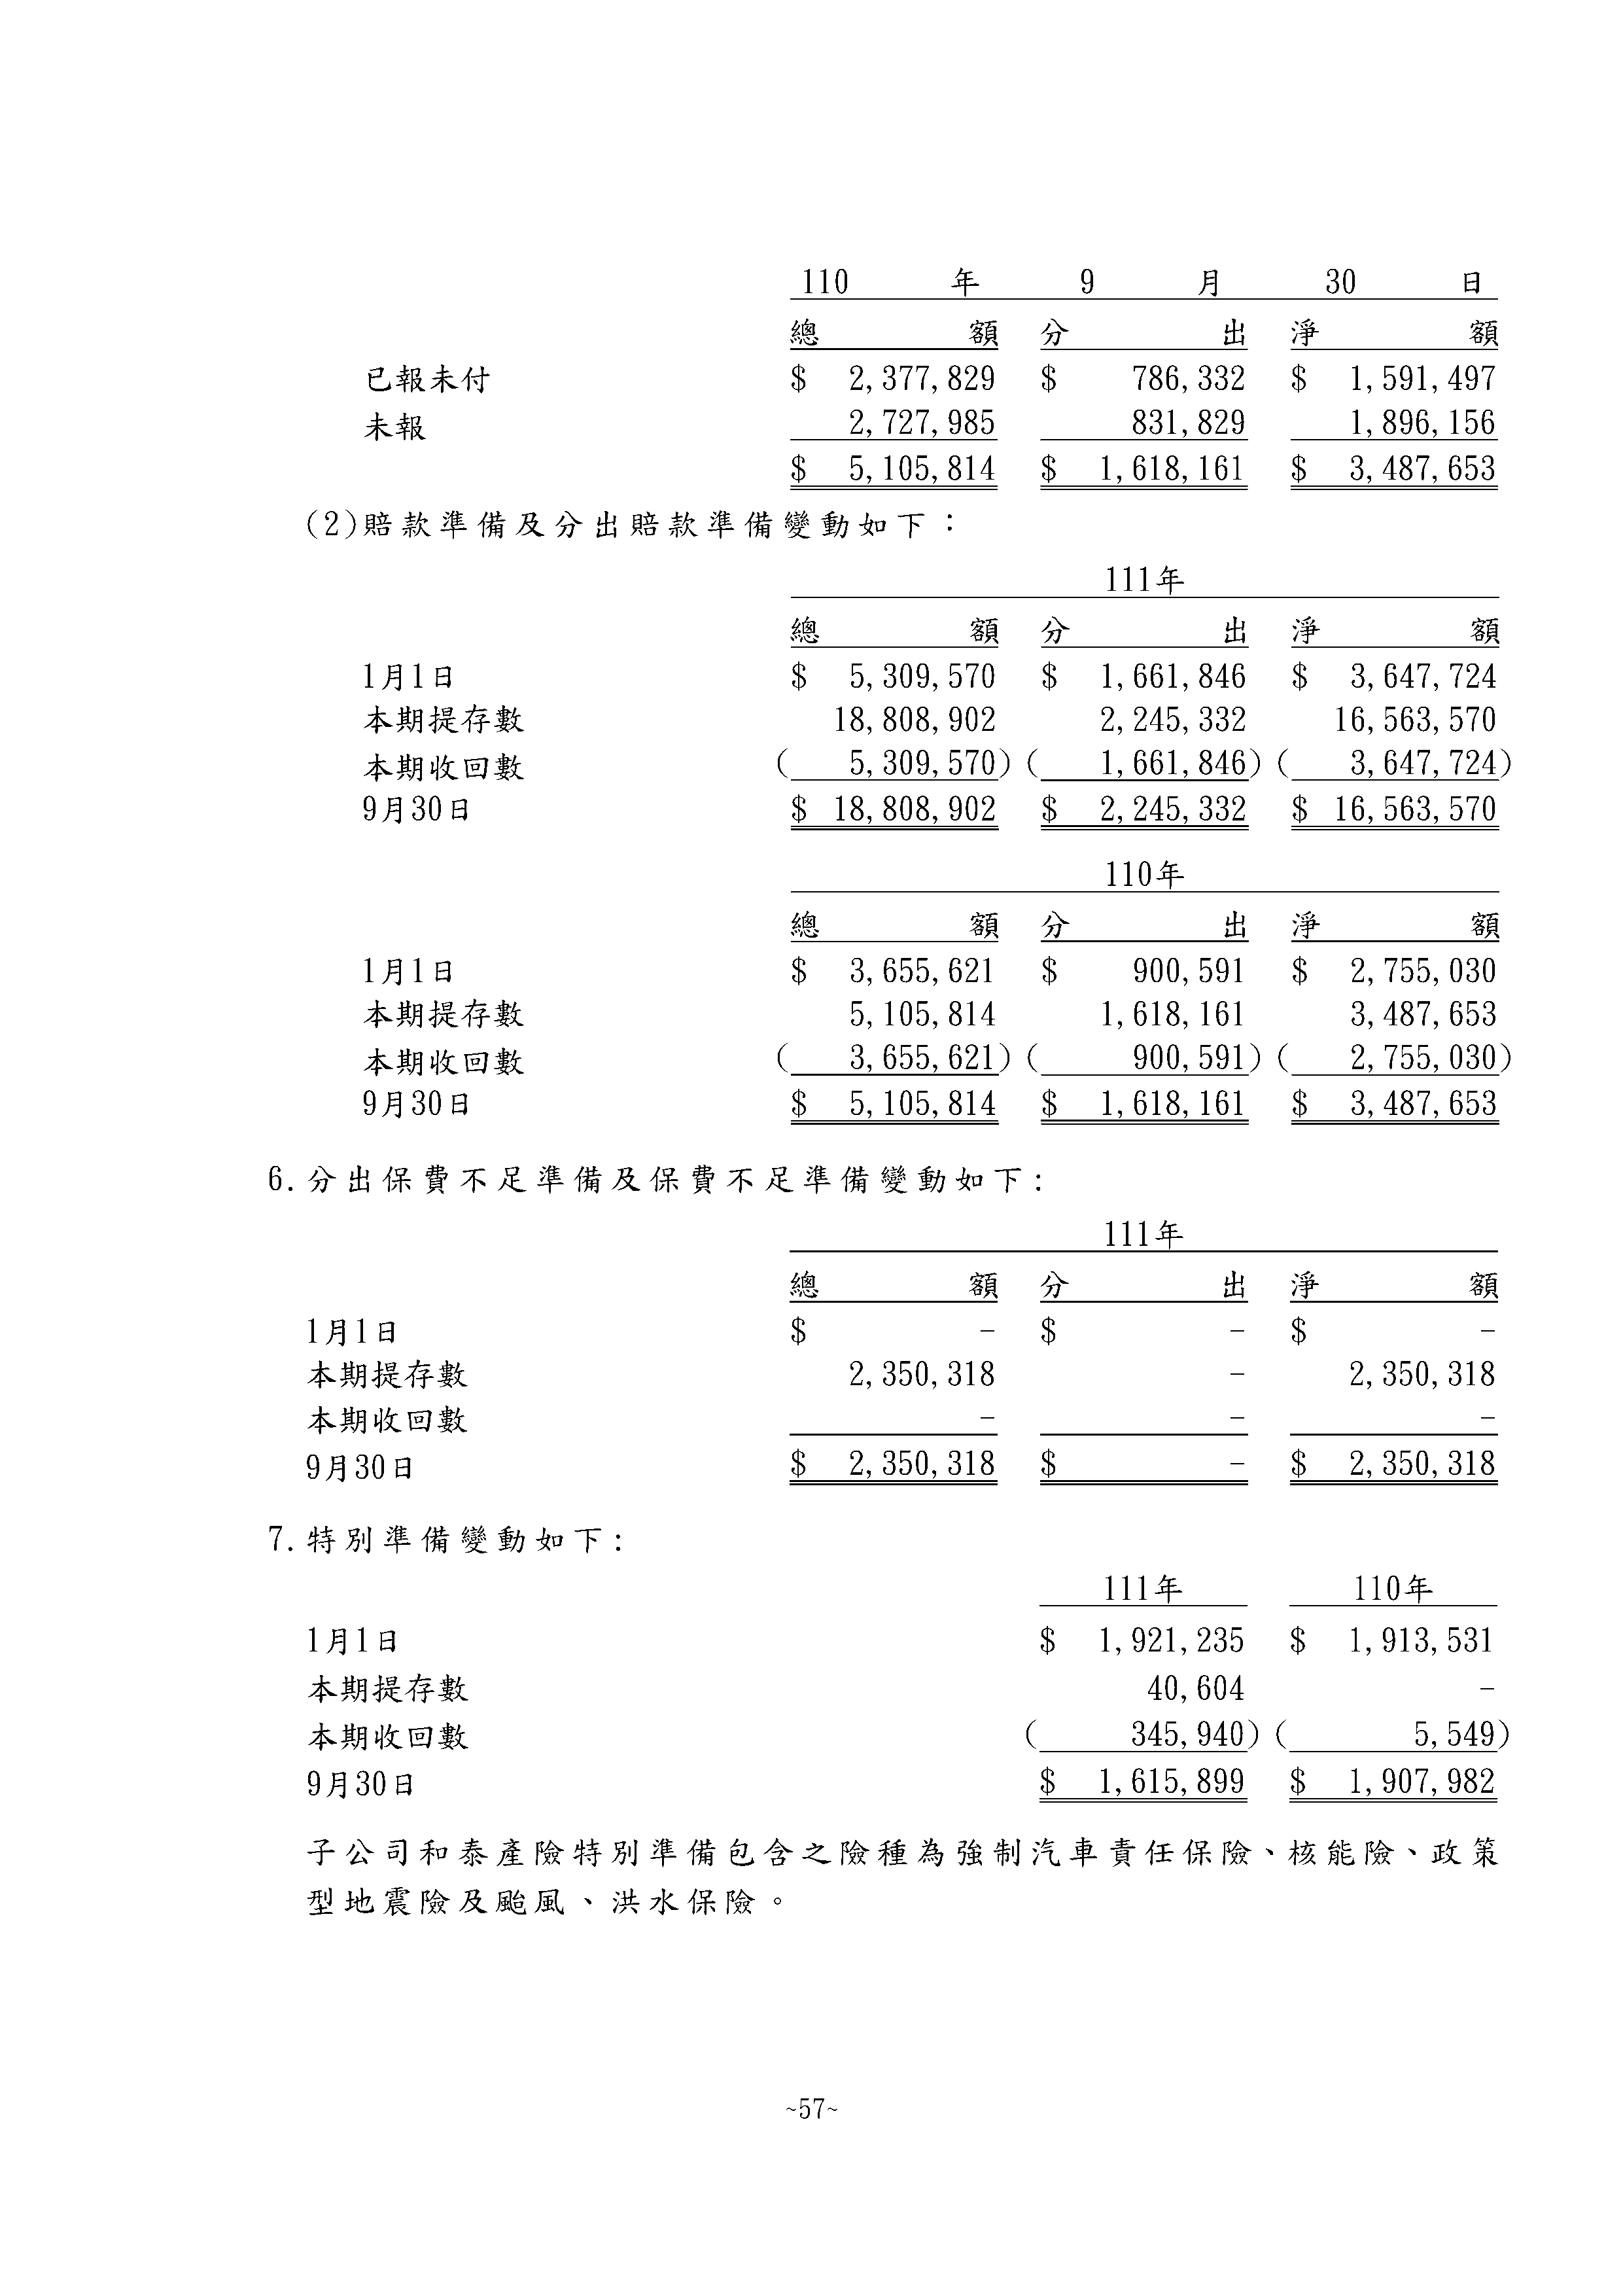 110 年 9 月 30 日
總 額 分 出 淨 額
已報未付 $ 2,377,829 $ 786,332 $ 1,591,497
未報 2,727,985 831,829 1,896,156
$ 5,105,814 $ 1,618,161 $ 3,487,653
(2)賠款準備及分出賠款準備變動如下：
111年
總 額 分 出 淨 額
1月1日 $ 5,309,570 $ 1,661,846 $ 3,647,724
本期提存數 18,808,902 2,245,332 16,563,570
本期收回數 ( 5,309,570) ( 1,661,846) ( 3,647,724)
9月30日 $ 18,808,902 $ 2,245,332 $ 16,563,570
110年
總 額 分 出 淨 額
1月1日 $ 3,655,621 $ 900,591 $ 2,755,030
本期提存數 5,105,814 1,618,161 3,487,653
本期收回數 ( 3,655,621) ( 900,591) ( 2,755,030)
9月30日 $ 5,105,814 $ 1,618,161 $ 3,487,653
6.分出保費不足準備及保費不足準備變動如下:
111年
總 額 分 出 淨 額
1月1日 $ - $ - $ -
本期提存數 2,350,318 - 2,350,318
本期收回數 - - -
9月30日 $ 2,350,318 $ - $ 2,350,318
7.特別準備變動如下:
111年 110年
1月1日 $ 1,921,235 $ 1,913,531
本期提存數 40,604 -
本期收回數 ( 345,940) ( 5,549)
9月30日 $ 1,615,899 $ 1,907,982
子公司和泰產險特別準備包含之險種為強制汽車責任保險、核能險、政策
型地震險及颱風、洪水保險。
~57~